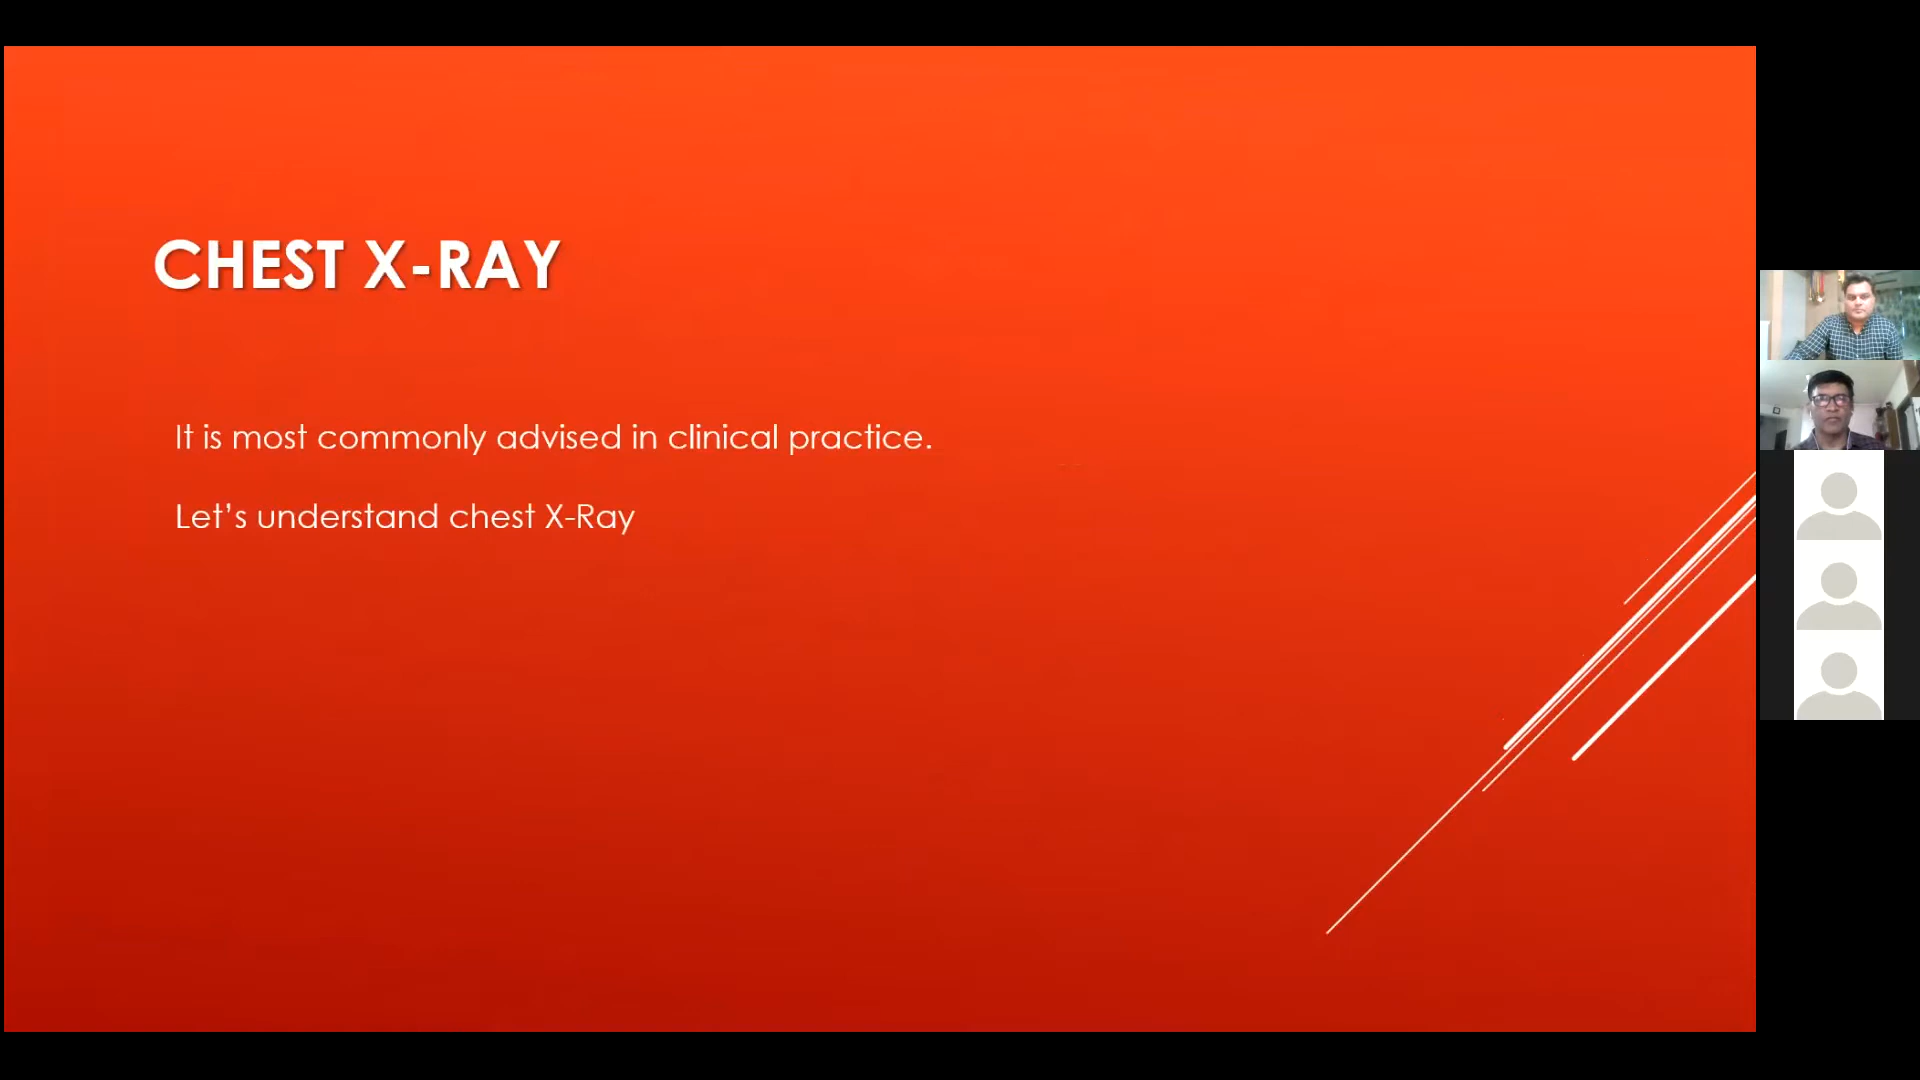 CHEST X-RAY
It is most commonly advised in clinical practice.
Let’s understand chest X-Ray